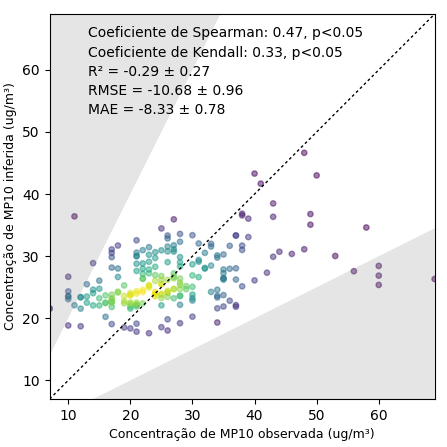 Coeficiente de Spearman: 0.47, p<0.05
Coeficiente de Kendall: 0.33, p<0.05
R² = -0.29 ± 0.27
RMSE = -10.68 ± 0.96
MAE = -8.33 ± 0.78
Concentração de MP10 inferida (ug/m³)
60
50
40
30
20
10
10 20 30 40 50 60
Concentração de MP10 observada (ug/m³)